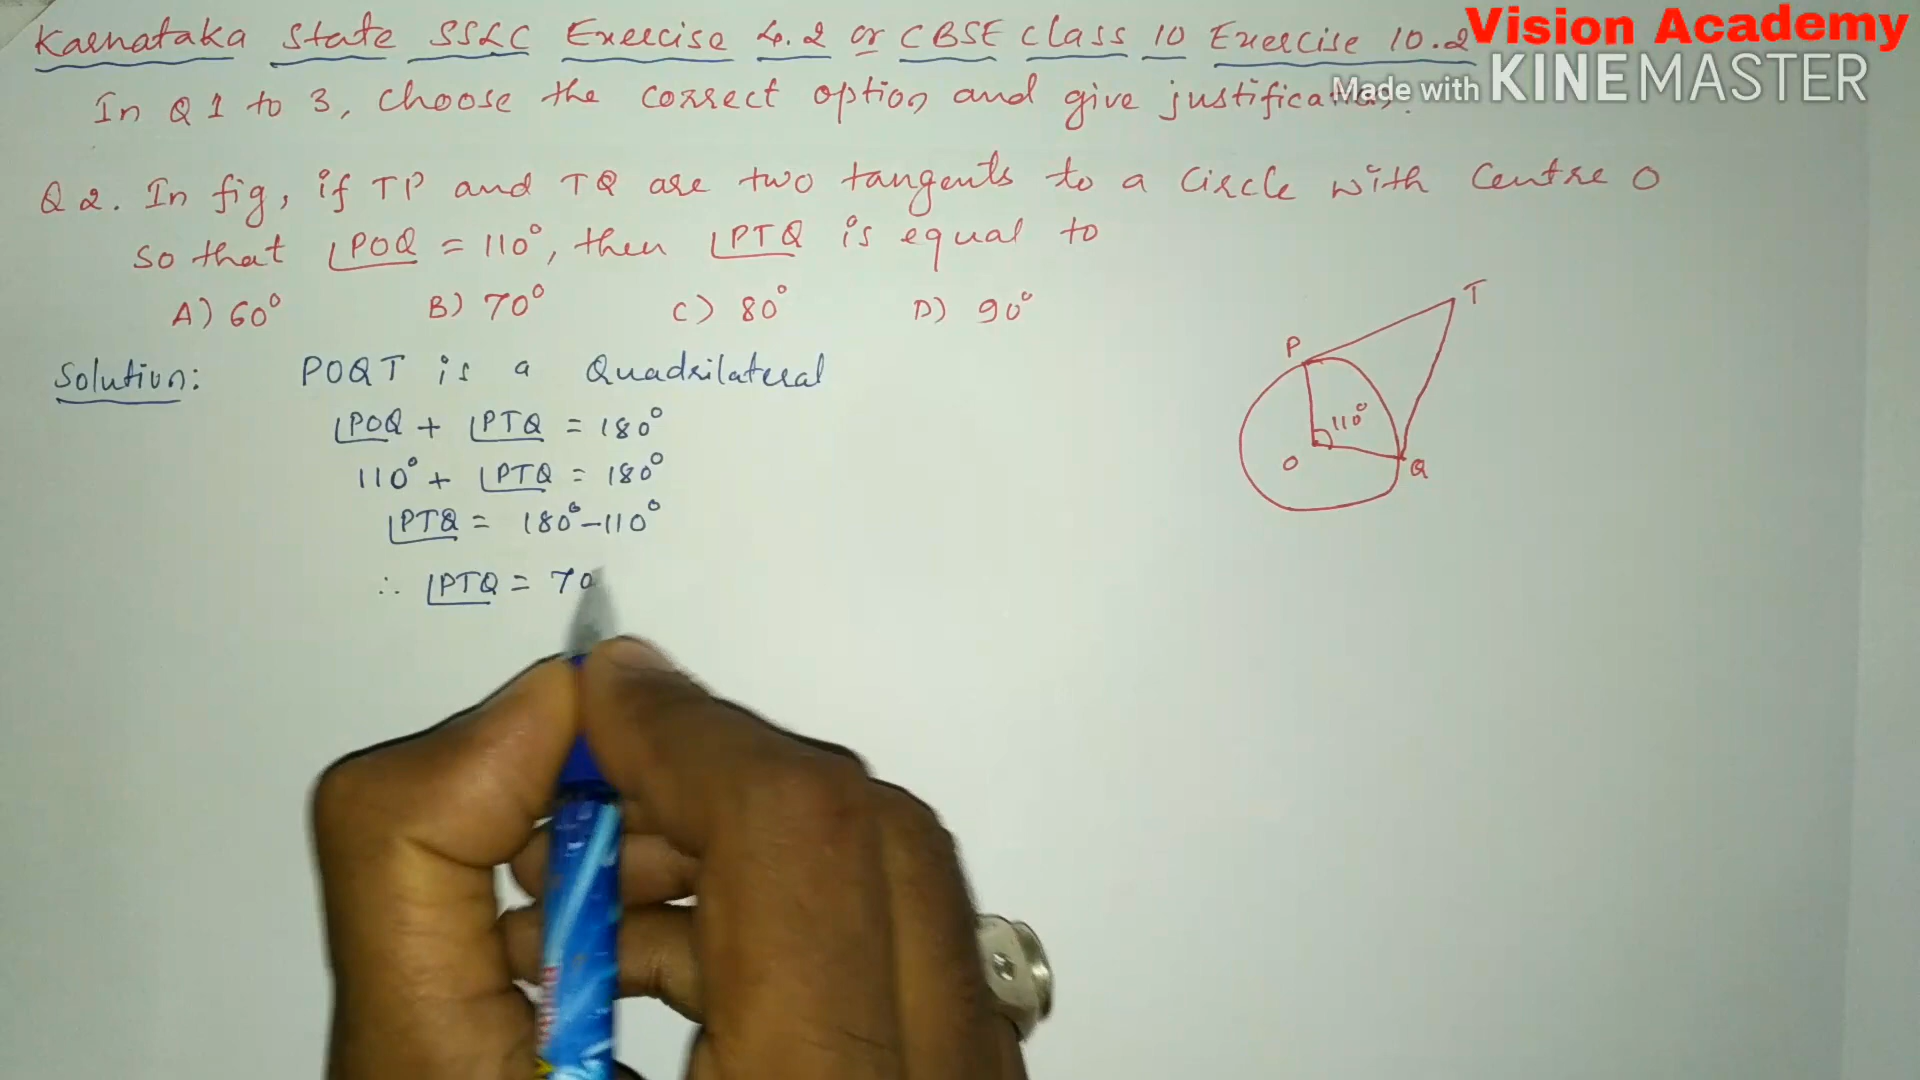 Karnataka State SSLC Exercise 4.2 or CBSE Class 10 Exercise 10.2
Vision Academy
Made with KINEMASTER
In Q 1 to 3, choose the correct option and give justification.
Q 2. In fig, if TP and TQ are two tangents to a circle with centre O
so that ∠POQ = 110°, then ∠PTQ is equal to
A) 60° B) 70° C) 80° D) 90°
T
P
110°
O
Q
Solution: POQT is a Quadrilateral
∠POQ + ∠PTQ = 180°
110° + ∠PTQ = 180°
∠PTQ = 180° - 110°
∴ ∠PTQ = 70